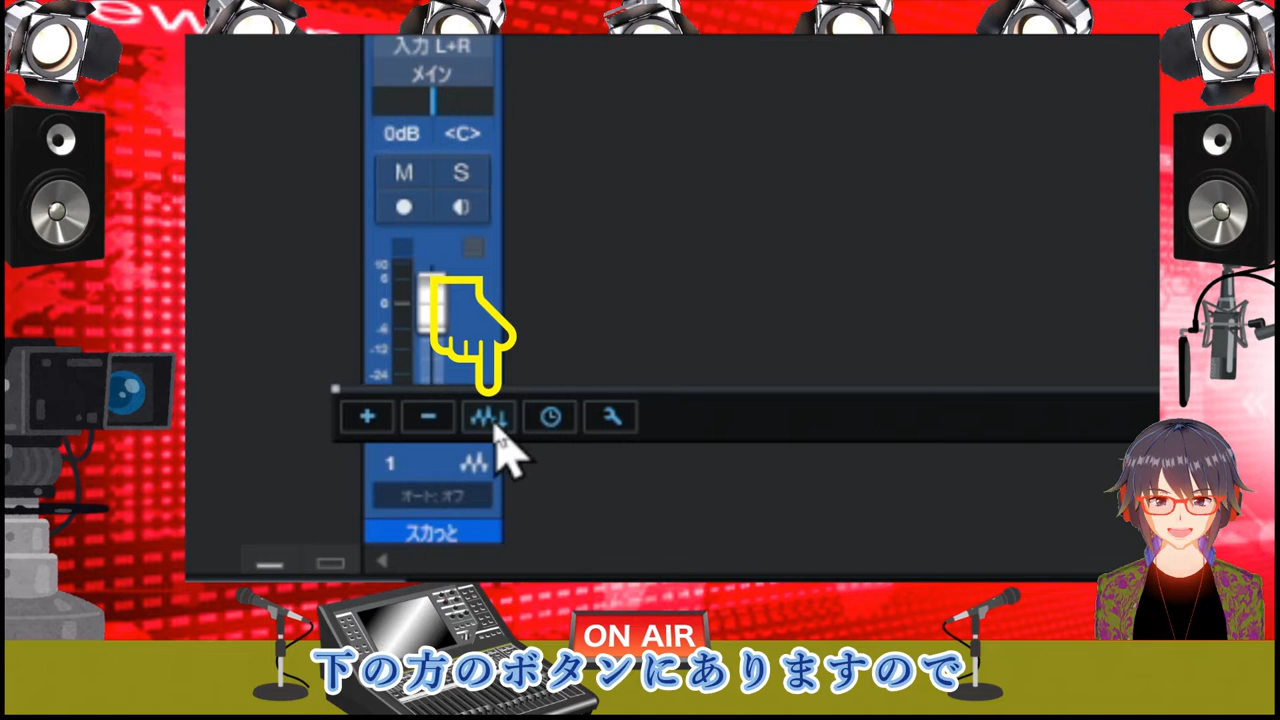 ew
入力 L+R
メイン
0dB <C>
M S
10
6
0
-6
-12
-24
1
オート: オフ
スカっと
ON AIR
下の方のボタンにありますので